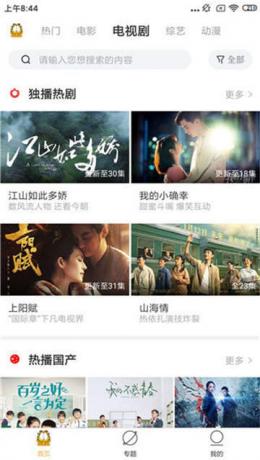 上午8:44
热门 电影 电视剧 综艺 动漫
请输入您想搜索的内容
全部
独播热剧
更多
江山如此多娇
更新至30集
更新至18集
江山如此多娇
我的小确幸
数风流人物 还看今朝
甜蜜斗嘴 爆笑互动
上阳赋
更新至31集
全23集
上阳赋
山海情
“国际章”下凡电视界
热依扎演技炸裂
热播国产
更多
百岁之好
一言为定
首页
专题
我的